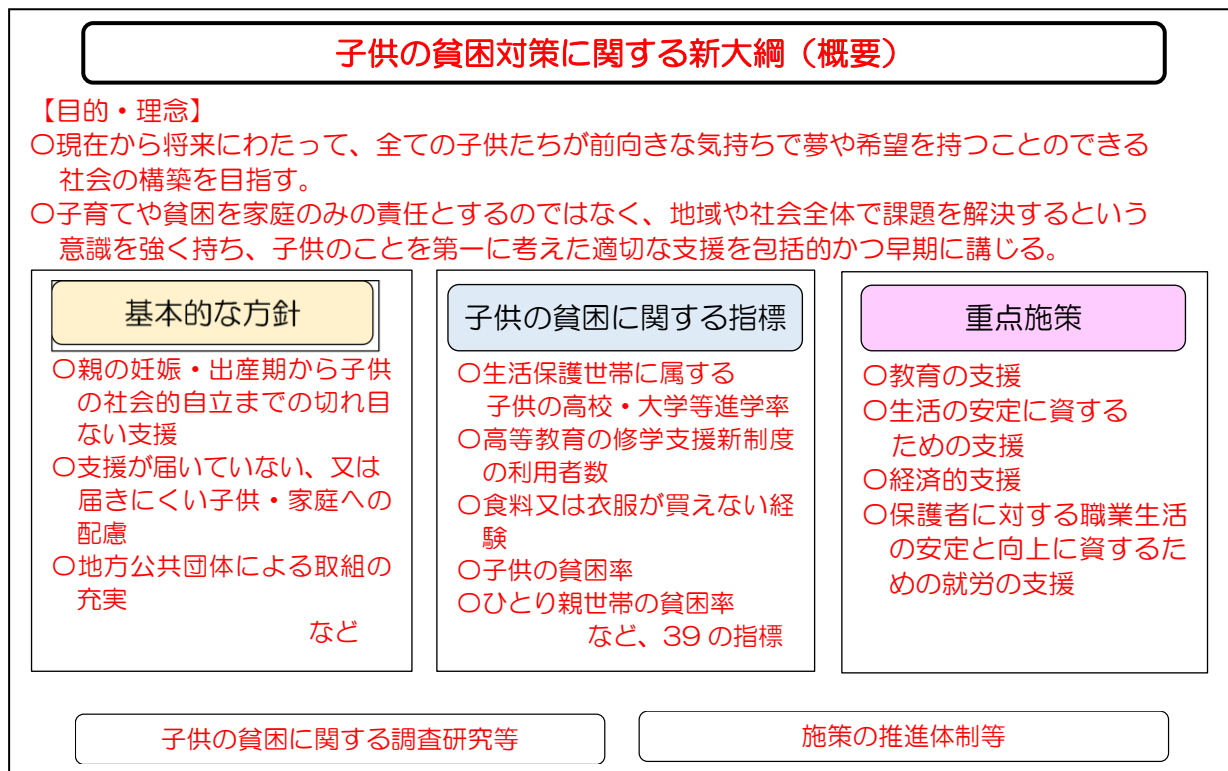 子供の貧困対策に関する新大綱（概要）
【目的・理念】
〇現在から将来にわたって、全ての子供たちが前向きな気持ちで夢や希望を持つことのできる
社会の構築を目指す。
〇子育てや貧困を家庭のみの責任とするのではなく、地域や社会全体で課題を解決するという
意識を強く持ち、子供のことを第一に考えた適切な支援を包括的かつ早期に講じる。
基本的な方針
〇親の妊娠・出産期から子供
の社会的自立までの切れ目
ない支援
〇支援が届いていない、又は
届きにくい子供・家庭への
配慮
〇地方公共団体による取組の
充実
など
子供の貧困に関する指標
〇生活保護世帯に属する
子供の高校・大学等進学率
〇高等教育の修学支援新制度
の利用者数
〇食料又は衣服が買えない経
験
〇子供の貧困率
〇ひとり親世帯の貧困率
など、39 の指標
重点施策
〇教育の支援
〇生活の安定に資する
ための支援
〇経済的支援
〇保護者に対する職業生活
の安定と向上に資するた
めの就労の支援
子供の貧困に関する調査研究等
施策の推進体制等